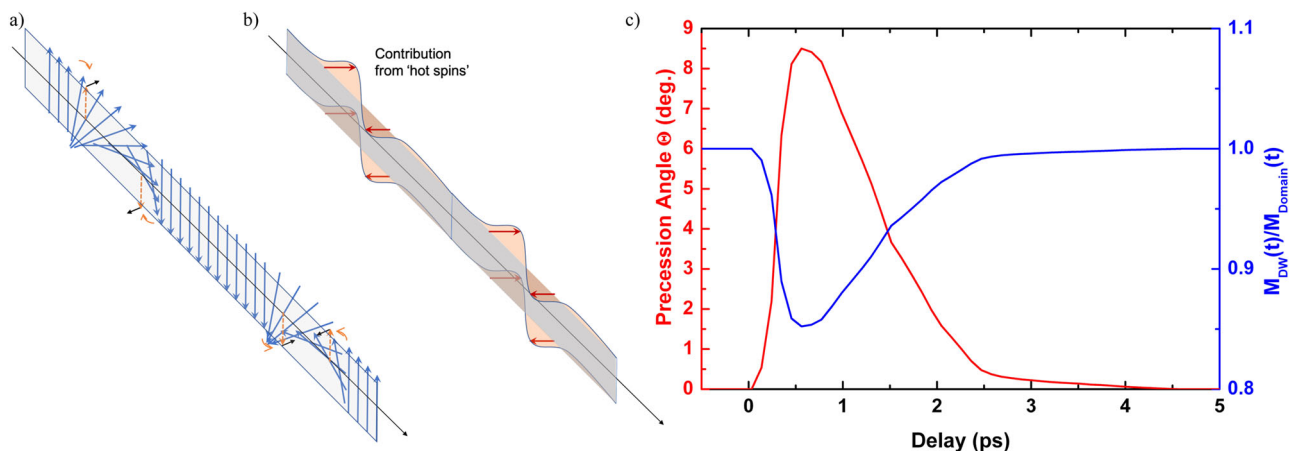 a)
b)
c)
Contribution
from 'hot spins'
Precession Angle Θ (deg.)
9
8
7
6
5
4
3
2
1
0
0
1
2
3
4
5
Delay (ps)
1.1
1.0
0.9
0.8
M_DW(t)/M_Domain(t)